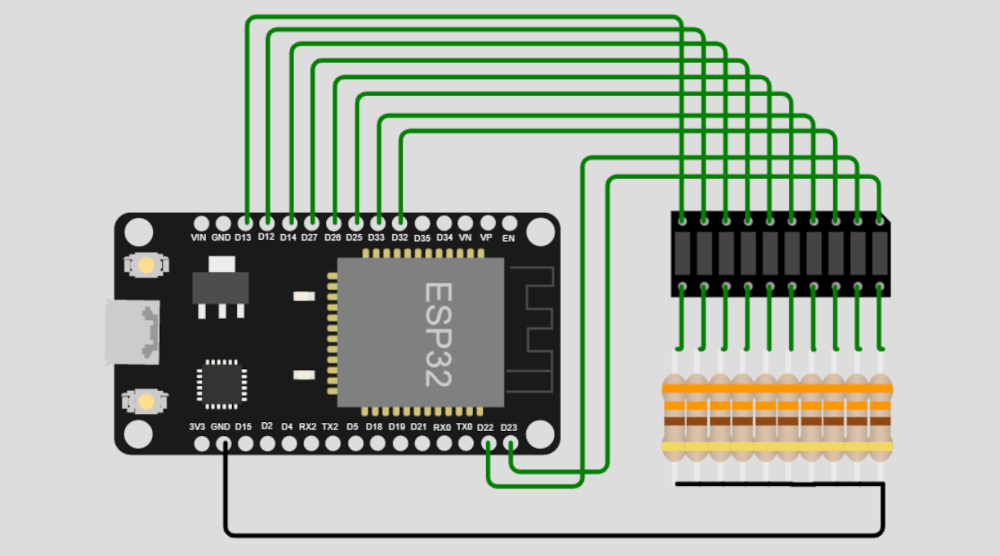 VIN GND D13 D12 D14 D27 D26 D25 D33 D32 D35 D34 VN VP EN
ESP32
3V3 GND D15 D2 D4 RX2 TX2 D5 D18 D19 D21 RX0 TX0 D22 D23